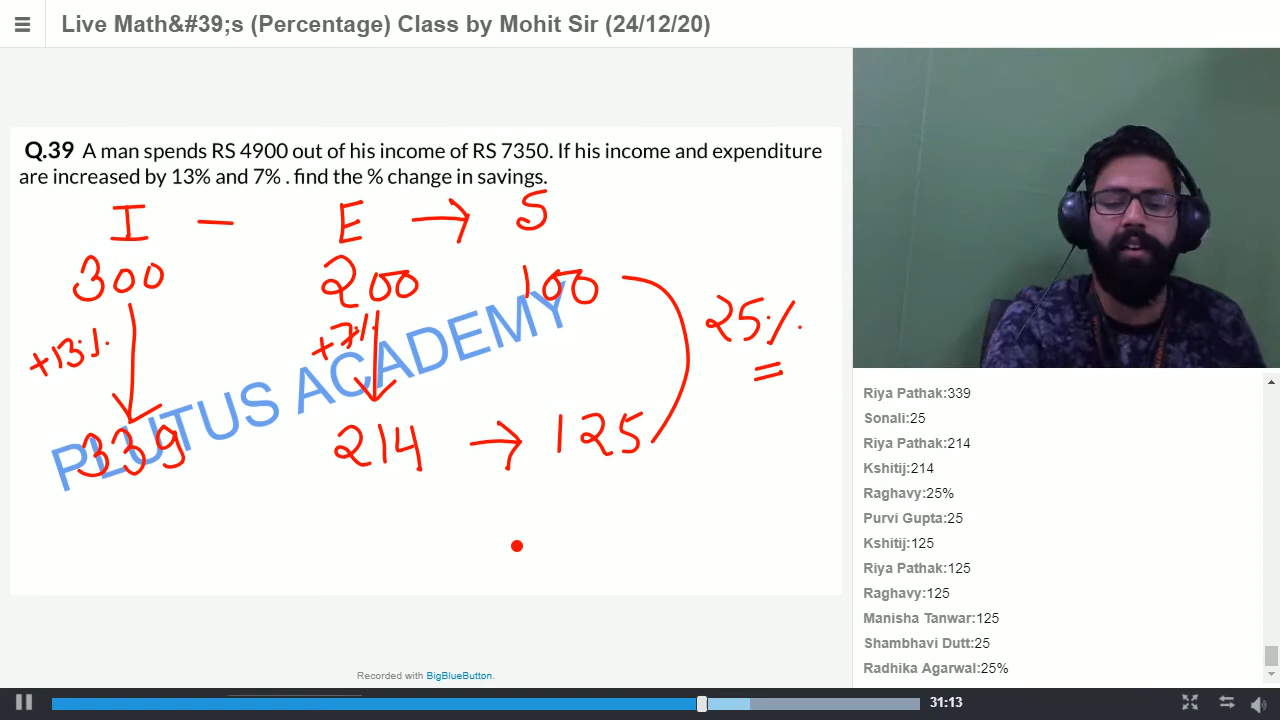 Live Math&#39;s (Percentage) Class by Mohit Sir (24/12/20)
Q.39 A man spends RS 4900 out of his income of RS 7350. If his income and expenditure
are increased by 13% and 7% . find the % change in savings.
I — E → S
300 200 100
+13% +7% 25%
=
339 214 → 125
PLUTUS ACADEMY
Riya Pathak:339
Sonali:25
Riya Pathak:214
Kshitij:214
Raghavy:25%
Purvi Gupta:25
Kshitij:125
Riya Pathak:125
Raghavy:125
Manisha Tanwar:125
Shambhavi Dutt:25
Radhika Agarwal:25%
Recorded with BigBlueButton.
31:13